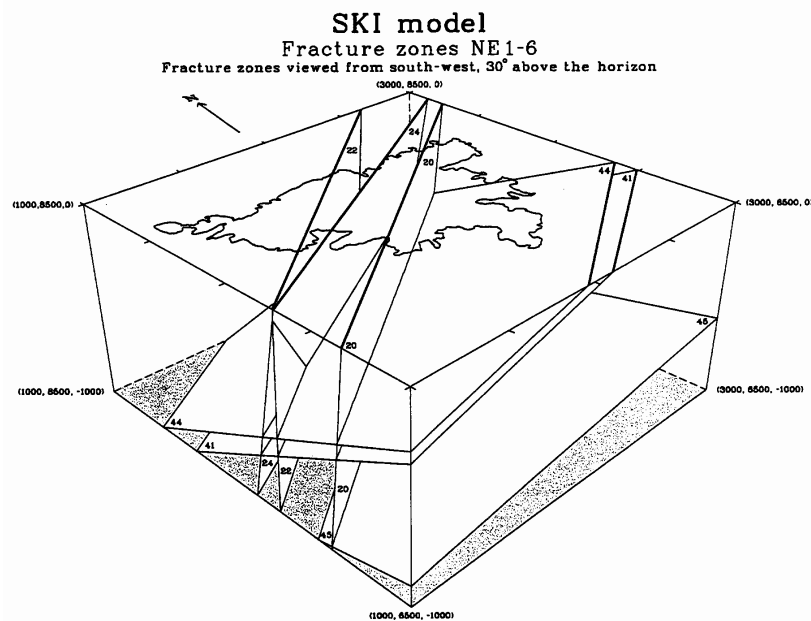 SKI model
Fracture zones NE1-6
Fracture zones viewed from south-west, 30° above the horizon
(3000, 8500, 0)
N
24
22
20
44
41
(1000,8500,0)
(3000, 6500, 0)
45
20
(1000, 8500, -1000)
(3000, 6500, -1000)
44
41
24
22
20
45
(1000, 6500, -1000)